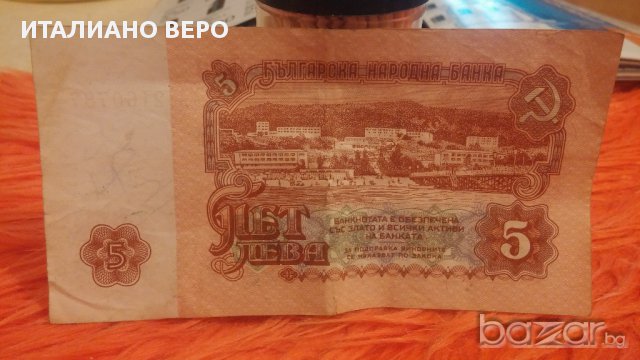 ИТАЛИАНО ВЕРО
5
БЪЛГАРСКА НАРОДНА БАНКА
БАНКНОТАТА Е ОБЕЗПЕЧЕНА
СЪС ЗЛАТО И ВСИЧКИ АКТИВИ
НА БАНКАТА
ЗА ПОДПРАВКА ВИНОВНИТЕ
СЕ НАКАЗВАТ ПО ЗАКОНА
ПЕТ
ЛЕВА
5
5
bazar.bg